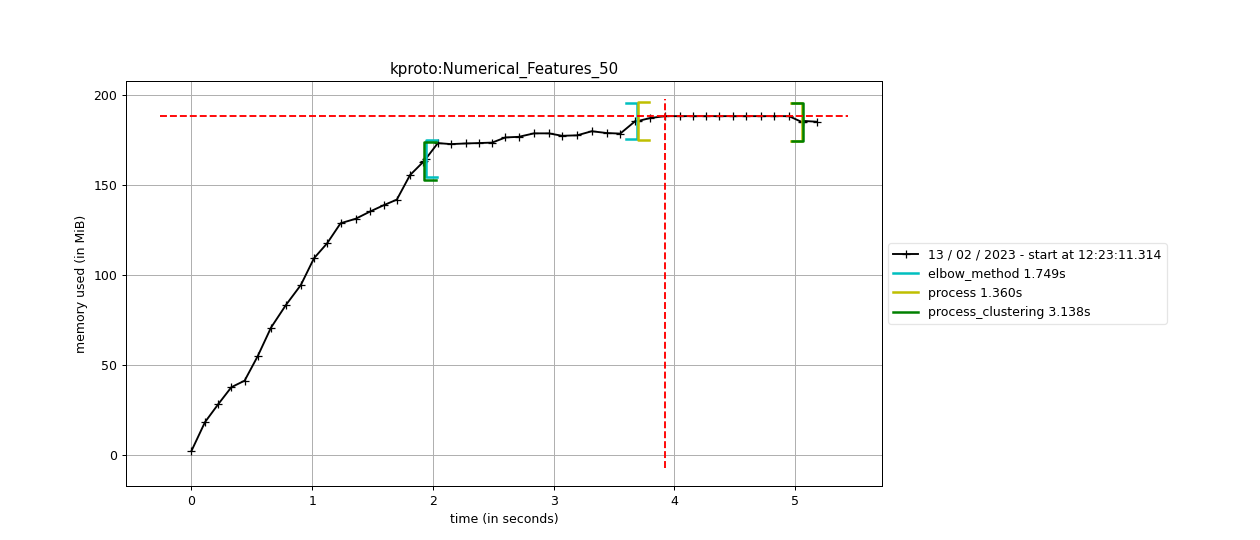 kproto:Numerical_Features_50
200
150
100
50
0
memory used (in MiB)
0 1 2 3 4 5
time (in seconds)
13 / 02 / 2023 - start at 12:23:11.314
elbow_method 1.749s
process 1.360s
process_clustering 3.138s